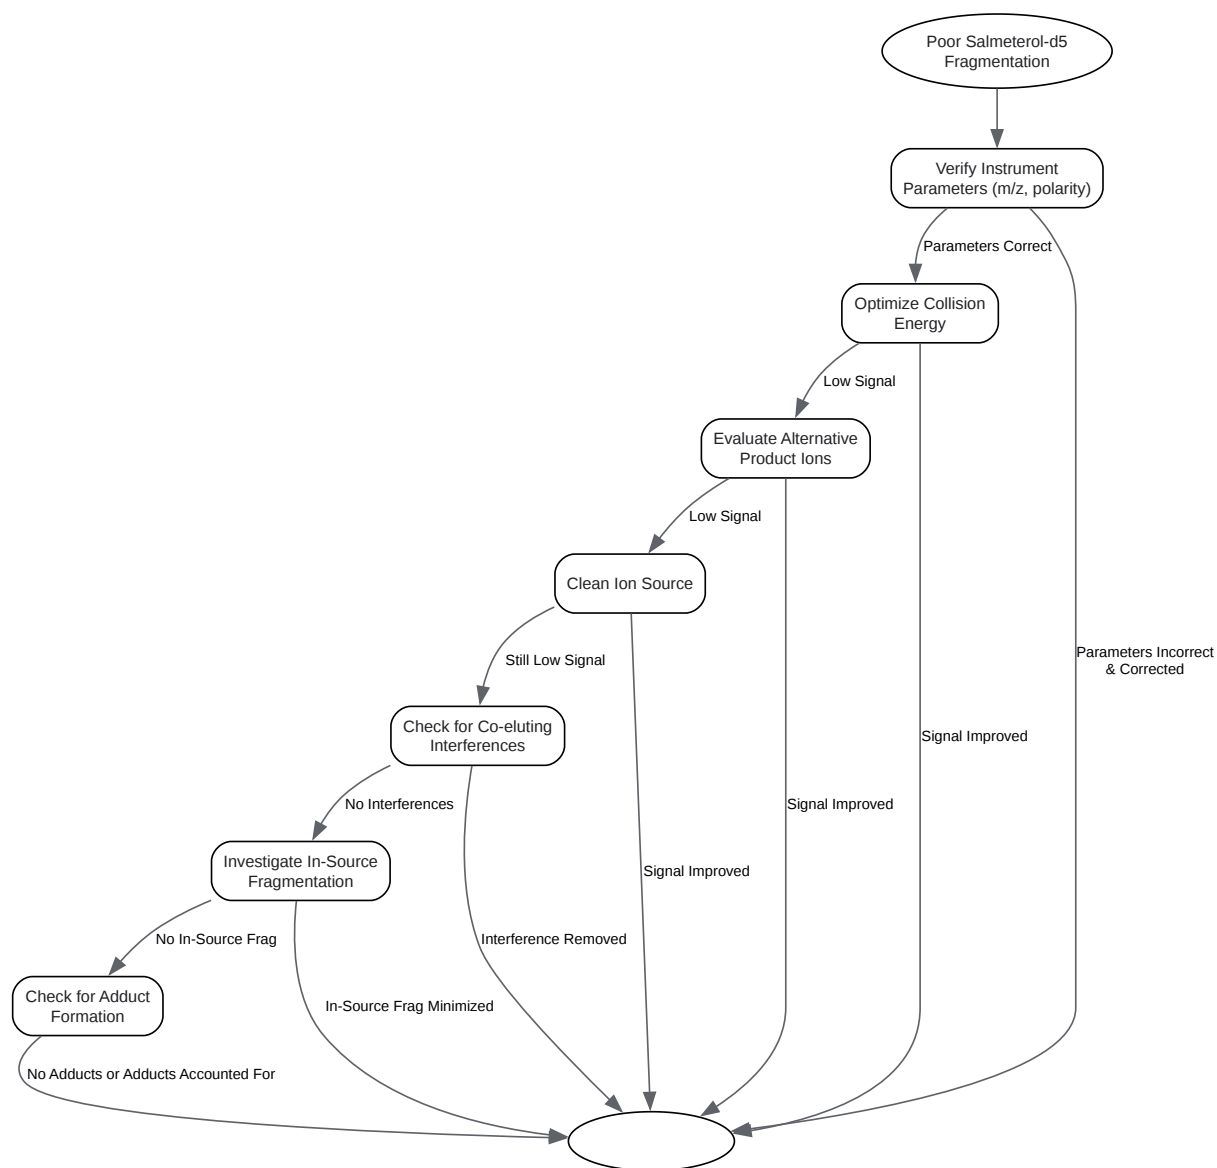 Poor Salmeterol-d5
Fragmentation
Verify Instrument
Parameters (m/z, polarity)
Parameters Correct
Optimize Collision
Energy
Low Signal
Evaluate Alternative
Product Ions
Low Signal
Clean Ion Source
Still Low Signal
Parameters Incorrect
& Corrected
Check for Co-eluting
Interferences
Signal Improved
No Interferences
Signal Improved
Investigate In-Source
Fragmentation
Signal Improved
No In-Source Frag
Interference Removed
Check for Adduct
Formation
In-Source Frag Minimized
No Adducts or Adducts Accounted For